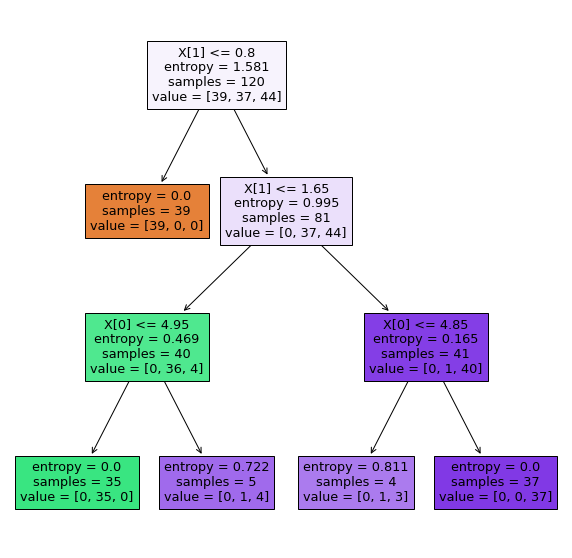 X[1] <= 0.8
entropy = 1.581
samples = 120
value = [39, 37, 44]
entropy = 0.0
samples = 39
value = [39, 0, 0]
X[1] <= 1.65
entropy = 0.995
samples = 81
value = [0, 37, 44]
X[0] <= 4.95
entropy = 0.469
samples = 40
value = [0, 36, 4]
X[0] <= 4.85
entropy = 0.165
samples = 41
value = [0, 1, 40]
entropy = 0.0
samples = 35
value = [0, 35, 0]
entropy = 0.722
samples = 5
value = [0, 1, 4]
entropy = 0.811
samples = 4
value = [0, 1, 3]
entropy = 0.0
samples = 37
value = [0, 0, 37]